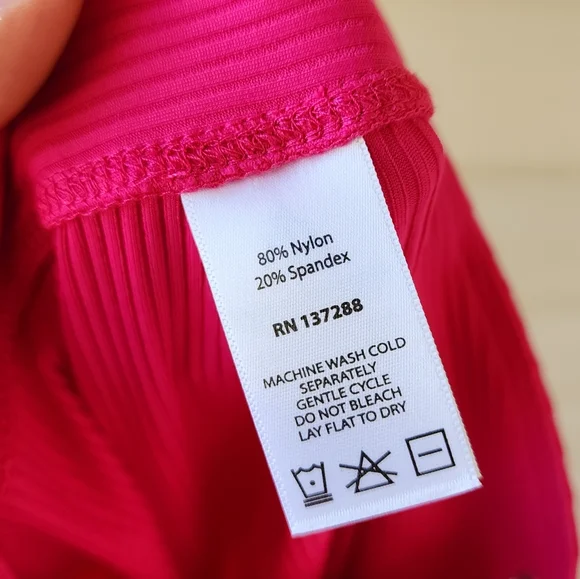 80% Nylon
20% Spandex
RN 137288
MACHINE WASH COLD
SEPARATELY
GENTLE CYCLE
DO NOT BLEACH
LAY FLAT TO DRY